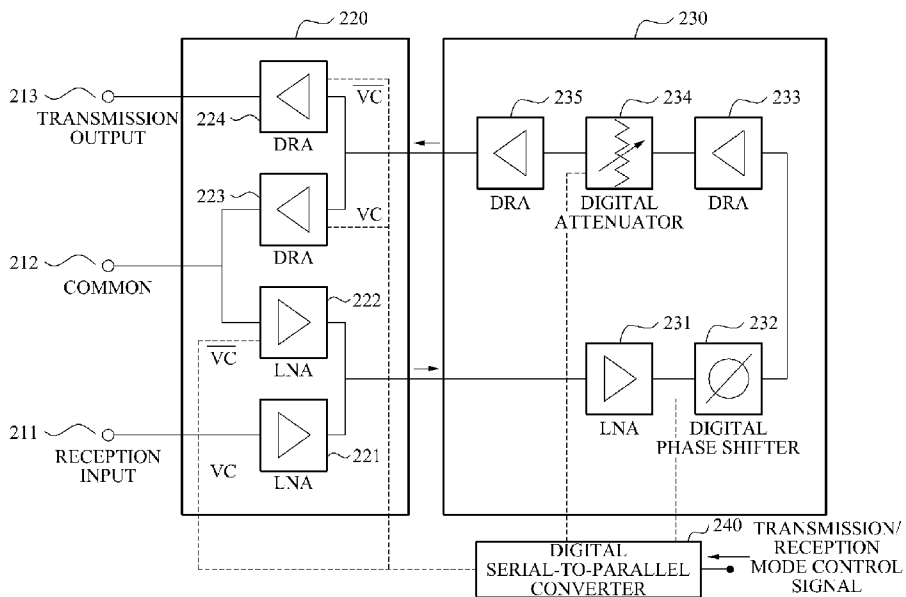 220
230
213
TRANSMISSION
OUTPUT
224
DRA
V̅C̅
235
234
233
DRA
DIGITAL
ATTENUATOR
DRA
223
DRA
VC
212
COMMON
222
V̅C̅
LNA
231
232
LNA
DIGITAL
PHASE SHIFTER
211
RECEPTION
INPUT
VC
LNA
221
240
DIGITAL
SERIAL-TO-PARALLEL
CONVERTER
TRANSMISSION/
RECEPTION
MODE CONTROL
SIGNAL